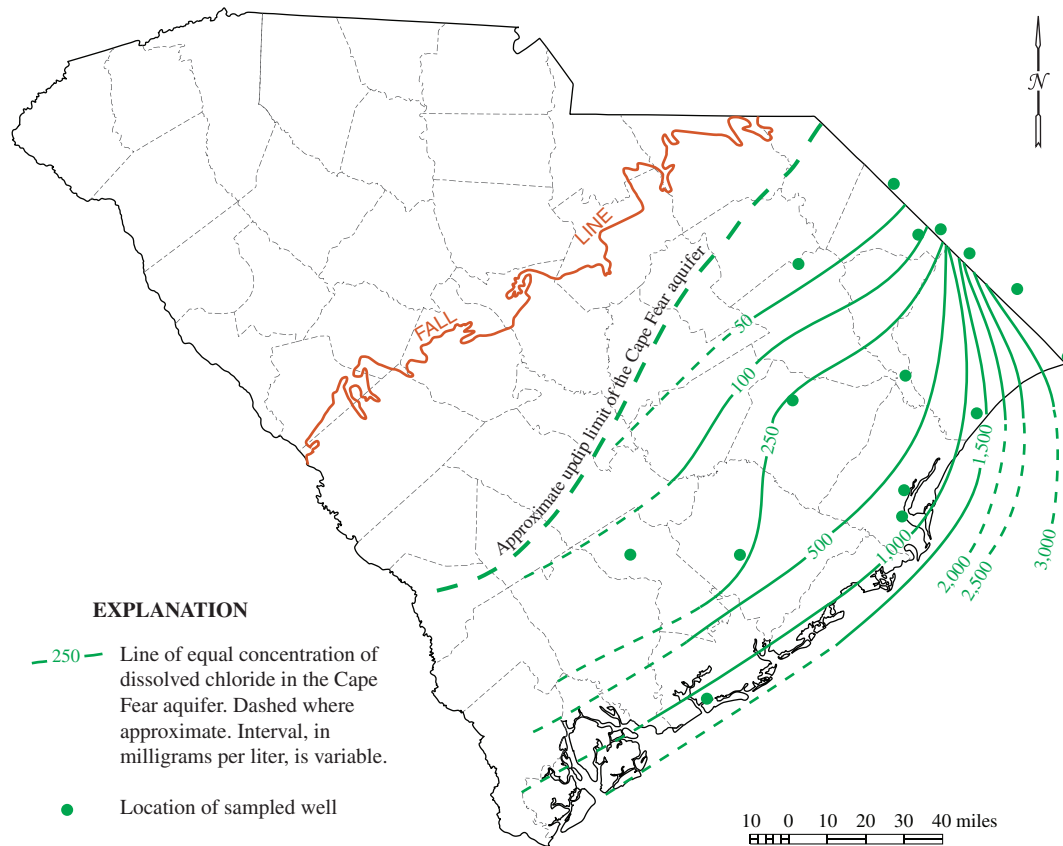 N
LINE
FALL
Approximate updip limit of the Cape Fear aquifer
50
100
250
500
1,000
1,500
2,000
2,500
3,000
EXPLANATION
250
Line of equal concentration of
dissolved chloride in the Cape
Fear aquifer. Dashed where
approximate. Interval, in
milligrams per liter, is variable.
Location of sampled well
10 0 10 20 30 40 miles